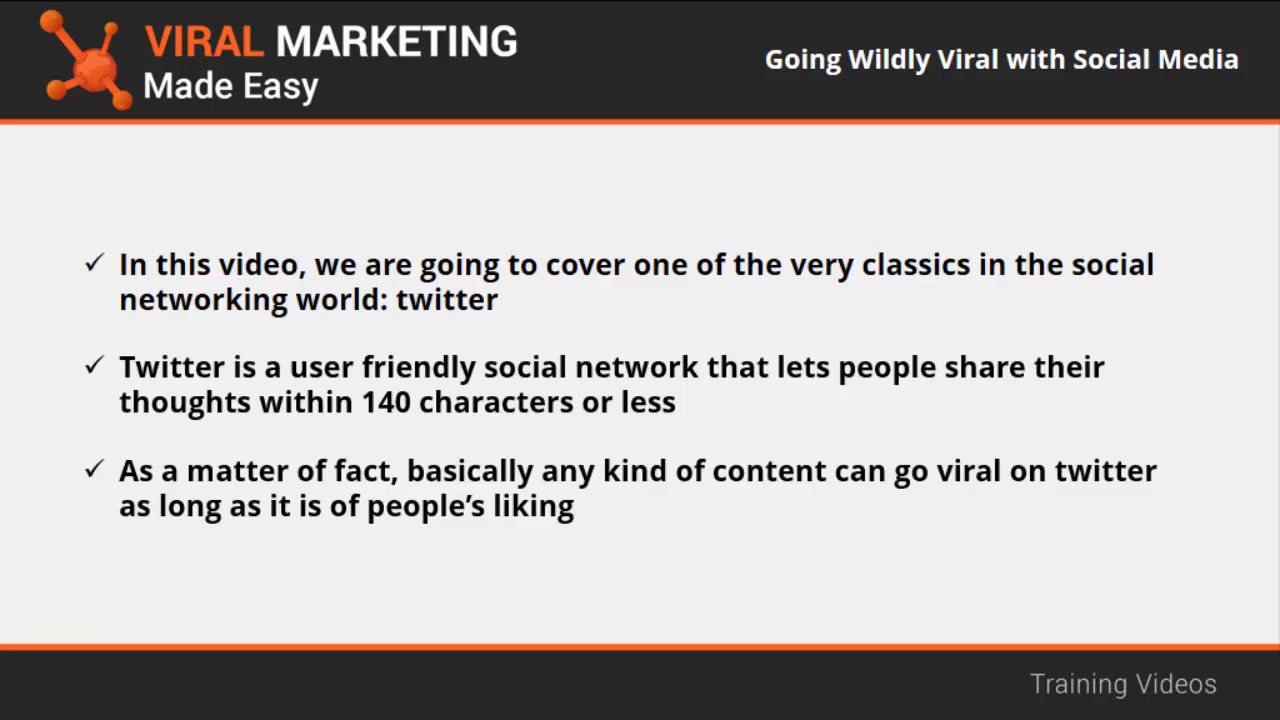 VIRAL MARKETING
Made Easy
Going Wildly Viral with Social Media
✓ In this video, we are going to cover one of the very classics in the social
networking world: twitter
✓ Twitter is a user friendly social network that lets people share their
thoughts within 140 characters or less
✓ As a matter of fact, basically any kind of content can go viral on twitter
as long as it is of people’s liking
Training Videos